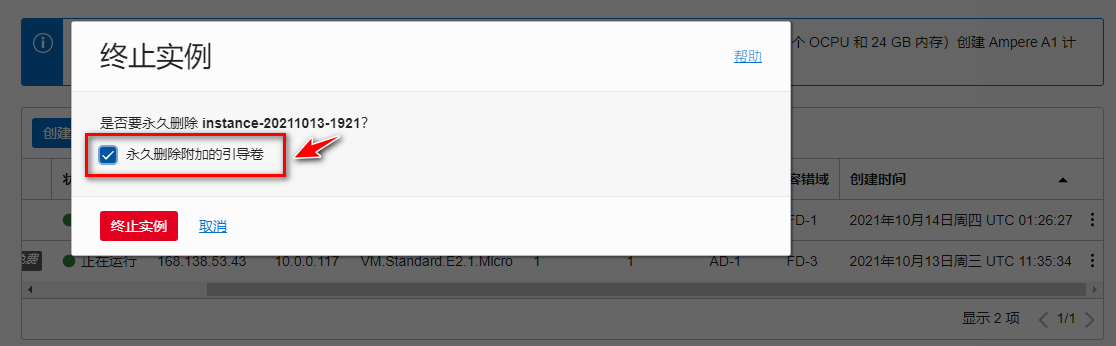 终止实例
帮助
个 OCPU 和 24 GB 内存）创建 Ampere A1 计
是否要永久删除 instance-20211013-1921?
创建
永久删除附加的引导卷
容错域 创建时间
终止实例 取消
FD-1 2021年10月14日周四 UTC 01:26:27
正在运行 168.138.53.43 10.0.0.117 VM.Standard.E2.1.Micro 1 1 AD-1 FD-3 2021年10月13日周三 UTC 11:35:34
显示 2 项 1/1